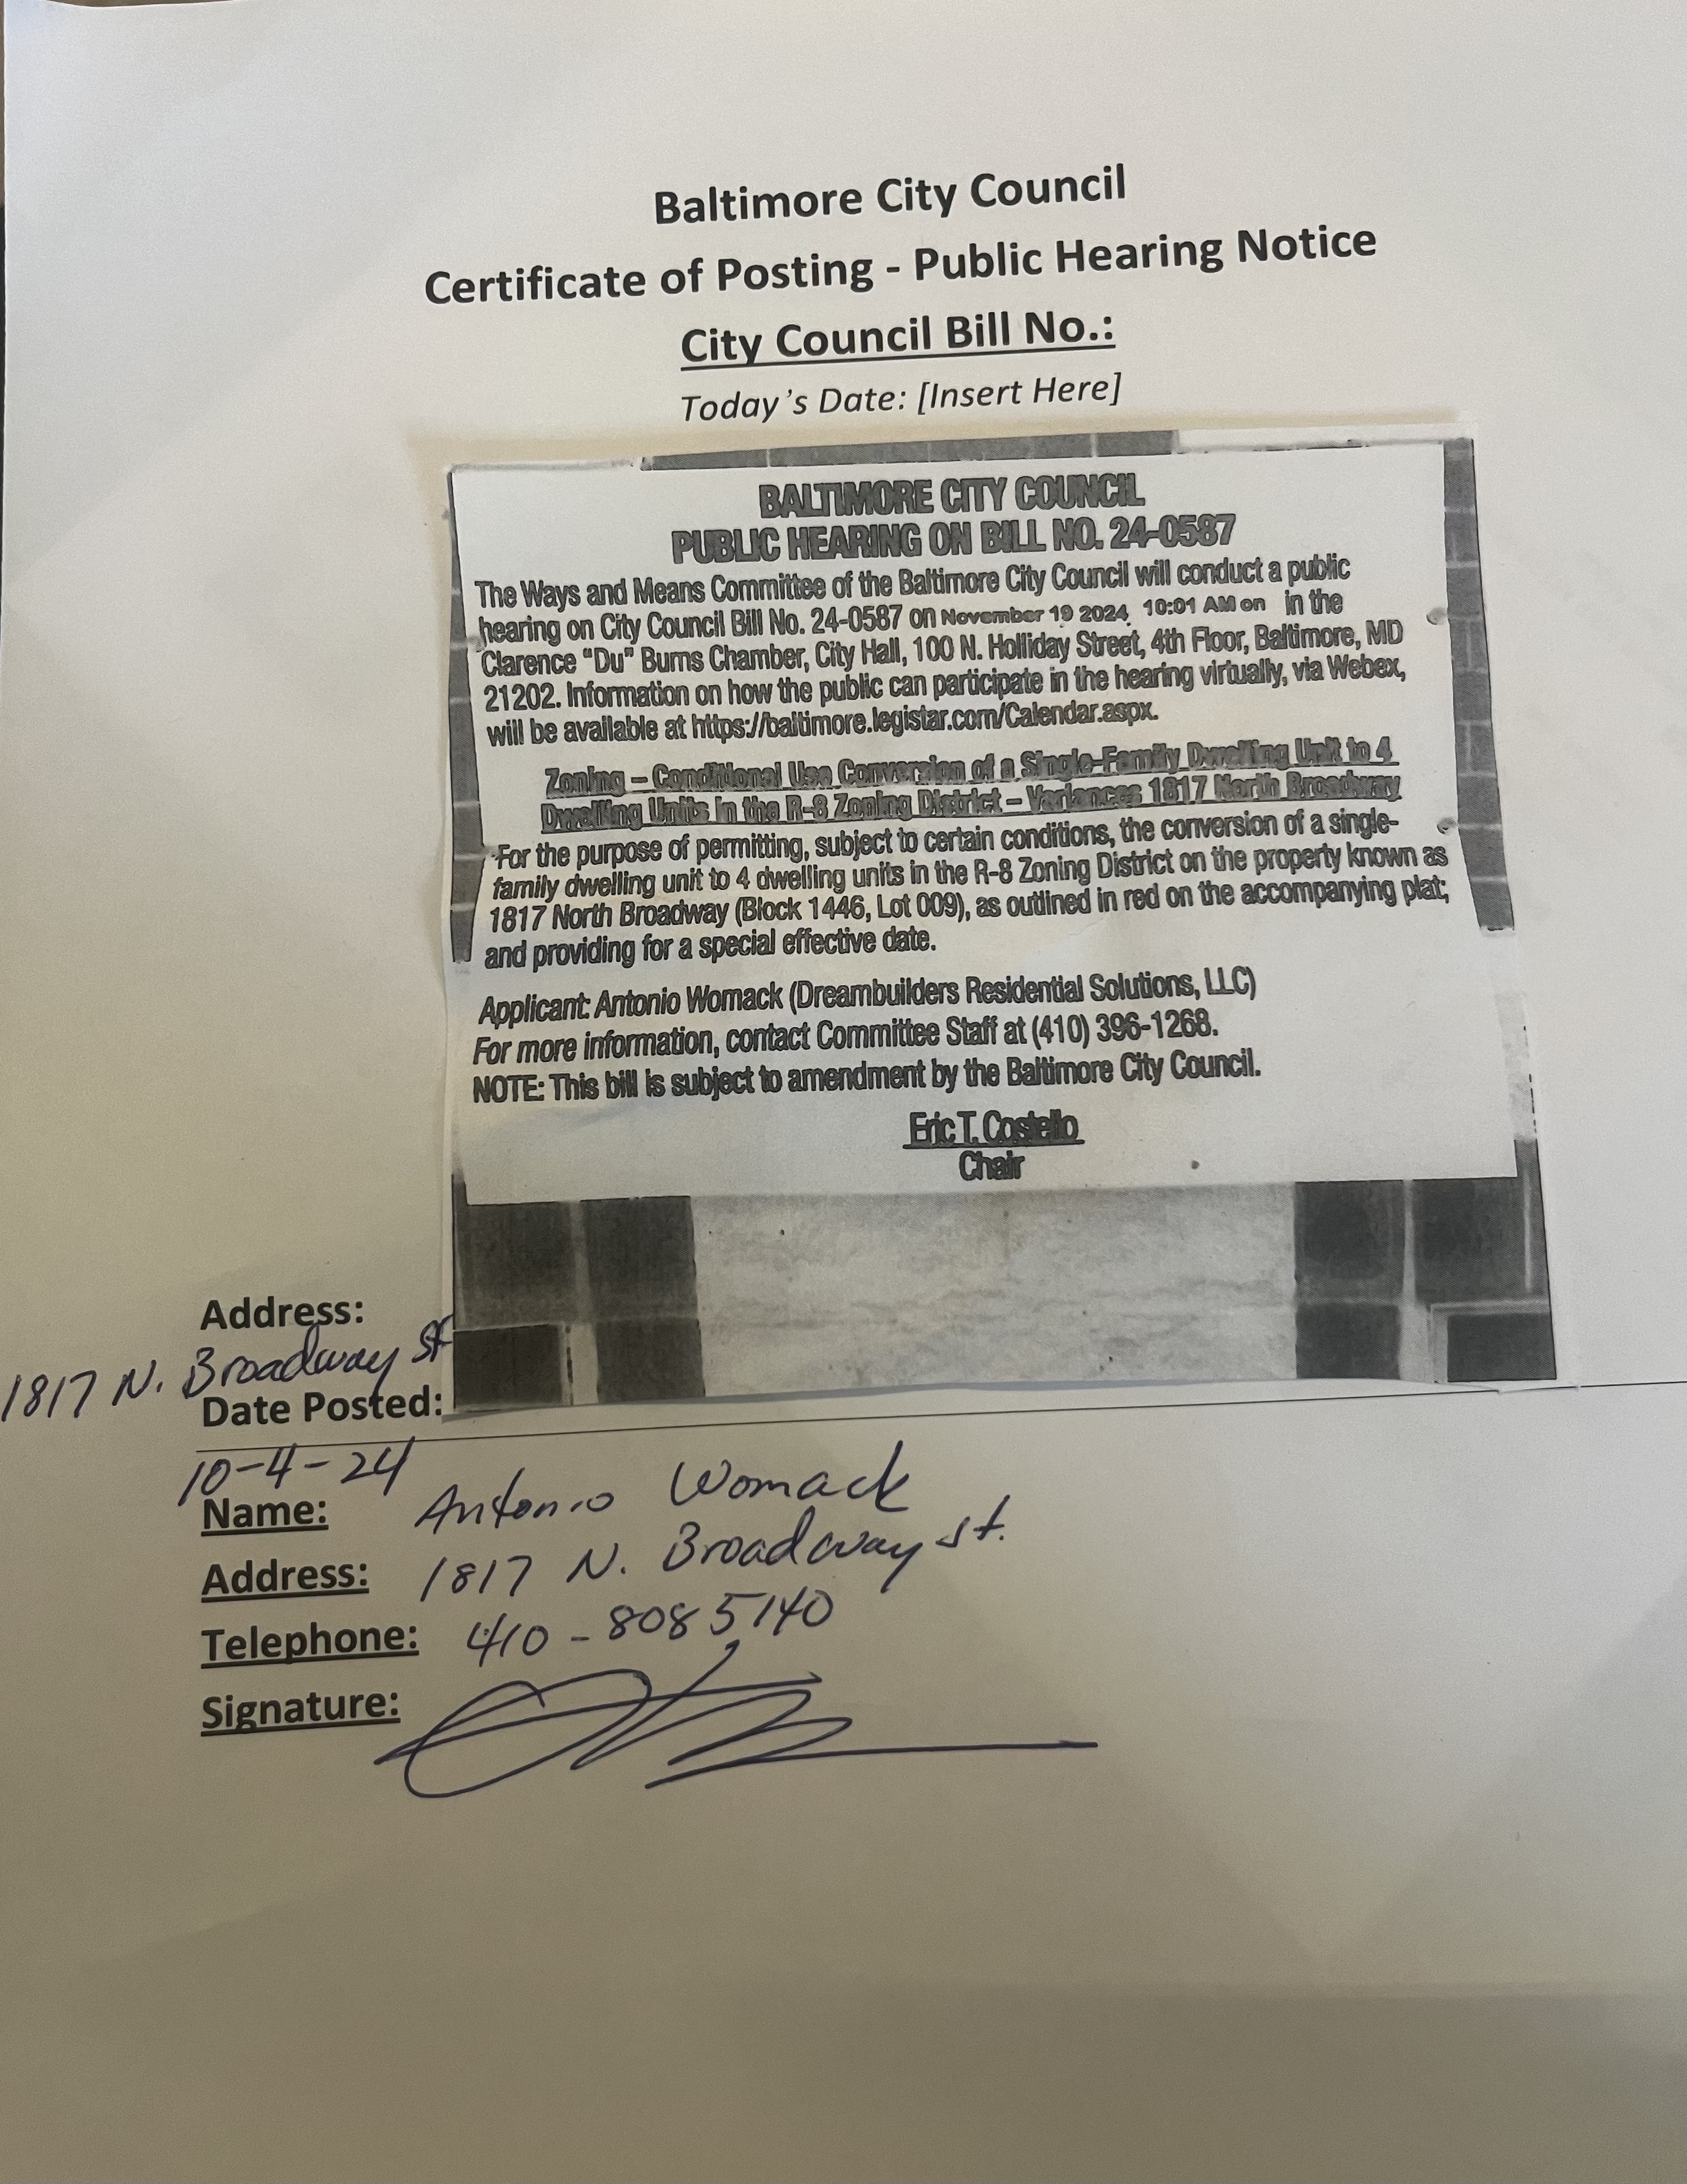 Baltimore City Council
Certificate of Posting - Public Hearing Notice
City Council Bill No.:
Today's Date: [Insert Here]
BALTIMORE CITY COUNCIL
PUBLIC HEARING ON BILL NO. 24-0587
The Ways and Means Committee of the Baltimore City Council will conduct a public
hearing on City Council Bill No. 24-0587 on November 19 2024, 10:01 AM on in the
Clarence "Du" Burns Chamber, City Hall, 100 N. Holliday Street, 4th Floor, Baltimore, MD
21202. Information on how the public can participate in the hearing virtually, via Webex,
will be available at https://baltimore.legistar.com/Calendar.aspx.
Zoning – Conditional Use Conversion of a Single-Family Dwelling Unit to 4
Dwelling Units in the R-8 Zoning District – Variances 1817 North Broadway
For the purpose of permitting, subject to certain conditions, the conversion of a single-
family dwelling unit to 4 dwelling units in the R-8 Zoning District on the property known as
1817 North Broadway (Block 1446, Lot 009), as outlined in red on the accompanying plat;
and providing for a special effective date.
Applicant: Antonio Womack (Dreambuilders Residential Solutions, LLC)
For more information, contact Committee Staff at (410) 396-1268.
NOTE: This bill is subject to amendment by the Baltimore City Council.
Eric T. Costello
Chair
Address:
1817 N. Broadway st
Date Posted:
10-4-24
Name: Antonio Womack
Address: 1817 N. Broadway st.
Telephone: 410-8085140
Signature: